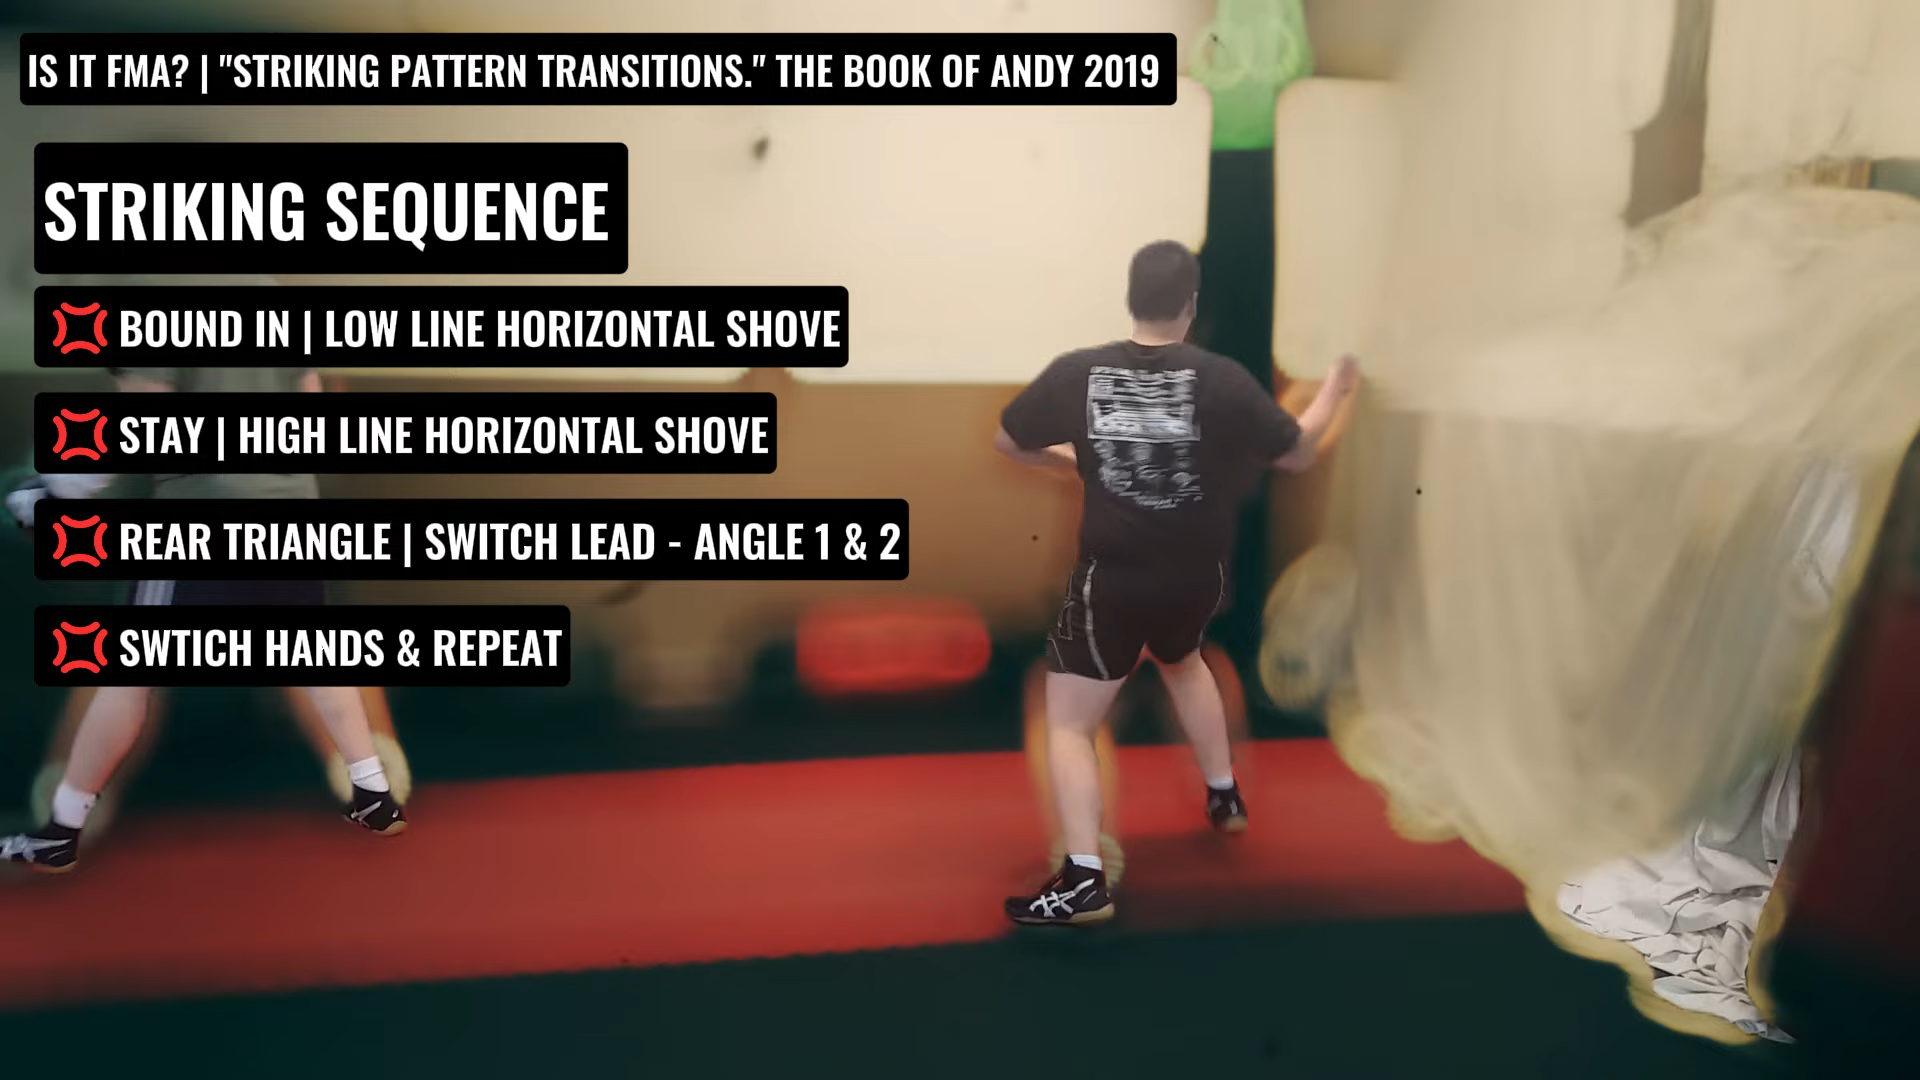 IS IT FMA? | "STRIKING PATTERN TRANSITIONS." THE BOOK OF ANDY 2019
STRIKING SEQUENCE
BOUND IN | LOW LINE HORIZONTAL SHOVE
STAY | HIGH LINE HORIZONTAL SHOVE
REAR TRIANGLE | SWITCH LEAD - ANGLE 1 & 2
SWTICH HANDS & REPEAT